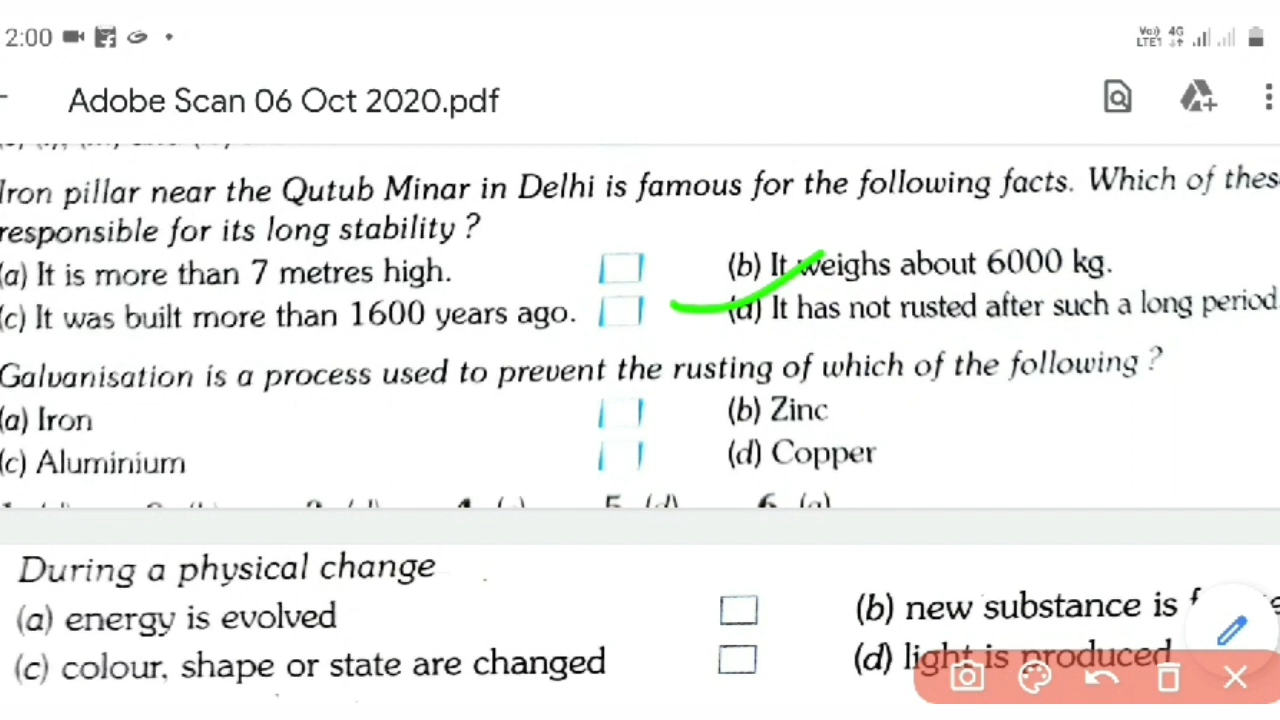 2:00
Adobe Scan 06 Oct 2020.pdf
Iron pillar near the Qutub Minar in Delhi is famous for the following facts. Which of
responsible for its long stability ?
(a) It is more than 7 metres high.
(b) It weighs about 6000 kg.
(c) It was built more than 1600 years ago.
(d) It has not rusted after such a long period
Galvanisation is a process used to prevent the rusting of which of the following ?
(a) Iron
(b) Zinc
(c) Aluminium
(d) Copper
5. (d) 6. (a)
During a physical change
(a) energy is evolved
(b) new substance is
(c) colour, shape or state are changed
(d) light is produced